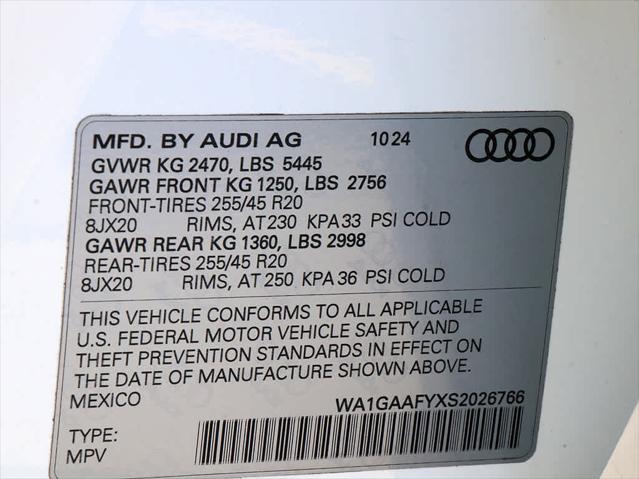 MFD. BY AUDI AG 10 24
GVWR KG 2470, LBS 5445
GAWR FRONT KG 1250, LBS 2756
FRONT-TIRES 255/45 R20
8JX20 RIMS, AT 230 KPA 33 PSI COLD
GAWR REAR KG 1360, LBS 2998
REAR-TIRES 255/45 R20
8JX20 RIMS, AT 250 KPA 36 PSI COLD
THIS VEHICLE CONFORMS TO ALL APPLICABLE
U.S. FEDERAL MOTOR VEHICLE SAFETY AND
THEFT PREVENTION STANDARDS IN EFFECT ON
THE DATE OF MANUFACTURE SHOWN ABOVE.
MEXICO
WA1GAAFYXS2026766
TYPE:
MPV